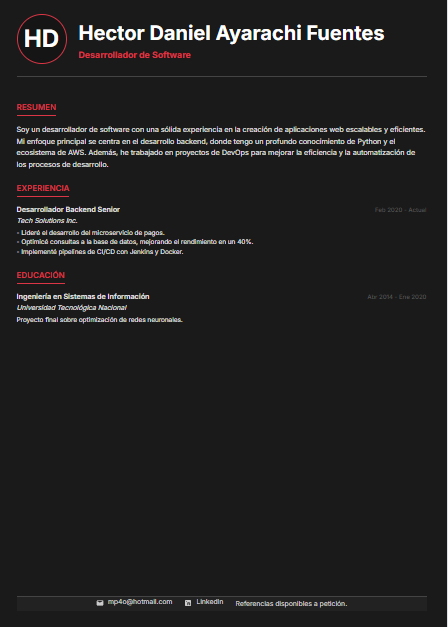 HD
Hector Daniel Ayarachi Fuentes
Desarrollador de Software
RESUMEN
Soy un desarrollador de software con una sólida experiencia en la creación de aplicaciones web escalables y eficientes.
Mi enfoque principal se centra en el desarrollo backend, donde tengo un profundo conocimiento de Python y el
ecosistema de AWS. Además, he trabajado en proyectos de DevOps para mejorar la eficiencia y la automatización de
los procesos de desarrollo.
EXPERIENCIA
Desarrollador Backend Senior Feb 2020 - Actual
Tech Solutions Inc.
- Lideré el desarrollo del microservicio de pagos.
- Optimicé consultas a la base de datos, mejorando el rendimiento en un 40%.
- Implementé pipelines de CI/CD con Jenkins y Docker.
EDUCACIÓN
Ingeniería en Sistemas de Información Abr 2014 - Ene 2020
Universidad Tecnológica Nacional
Proyecto final sobre optimización de redes neuronales.
mp4o@hotmail.com LinkedIn Referencias disponibles a petición.